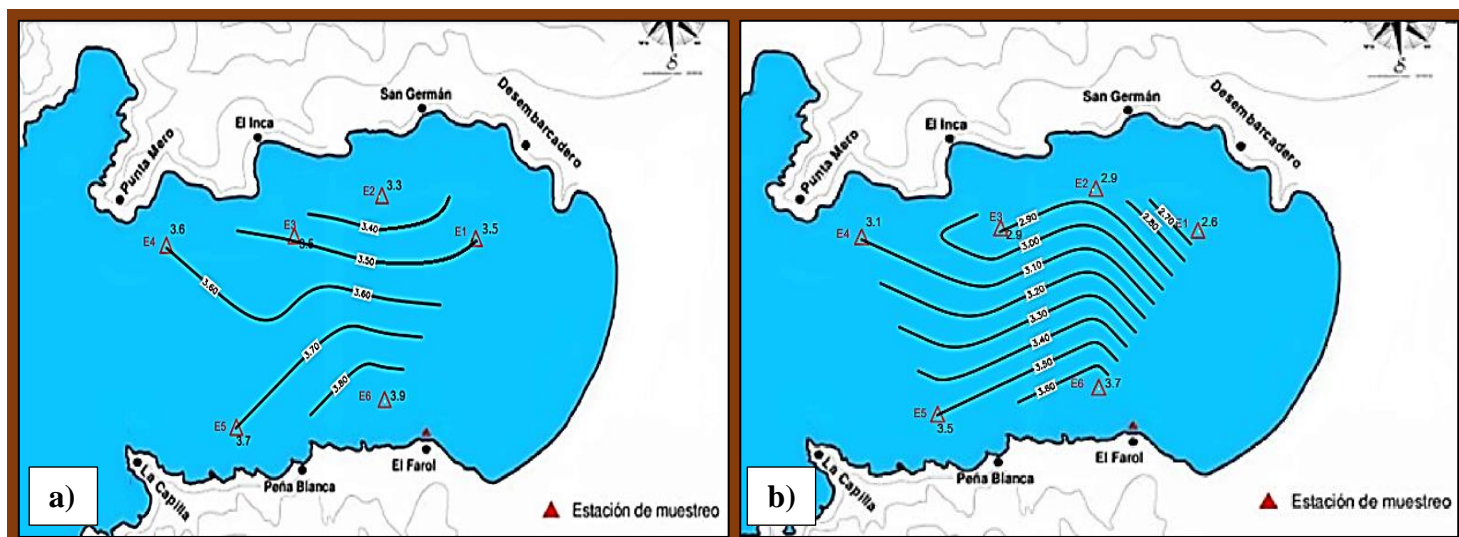 S
San Germán
Desembarcadero
El Inca
Punta Mero
E2
3.3
3.6
E4
E3
3.5
3.40
E1
3.5
3.50
3.60
3.60
3.70
3.80
E6
3.9
E5
3.7
La Capilla
Peña Blanca
El Farol
a)
Estación de muestreo
S
San Germán
Desembarcadero
El Inca
Punta Mero
E2
2.9
3.1
E4
E3
2.9
2.90
2.70
2.80
E1
2.6
3.00
3.10
3.20
3.30
3.40
3.50
3.60
E6
3.7
E5
3.5
La Capilla
Peña Blanca
El Farol
b)
Estación de muestreo